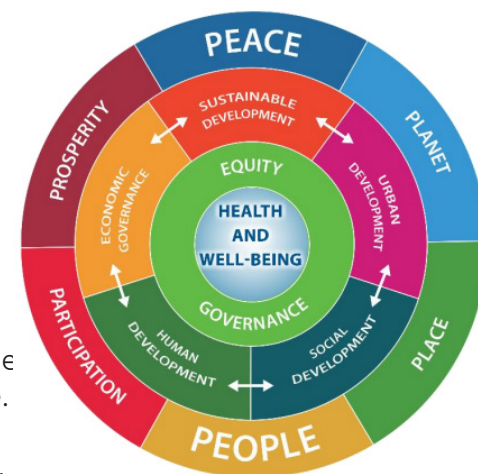 PEACE
PLANET
PLACE
PEOPLE
PARTICIPATION
PROSPERITY
SUSTAINABLE
DEVELOPMENT
URBAN
DEVELOPMENT
SOCIAL
DEVELOPMENT
HUMAN
DEVELOPMENT
ECONOMIC
GOVERNANCE
EQUITY
HEALTH
AND
WELL-BEING
GOVERNANCE